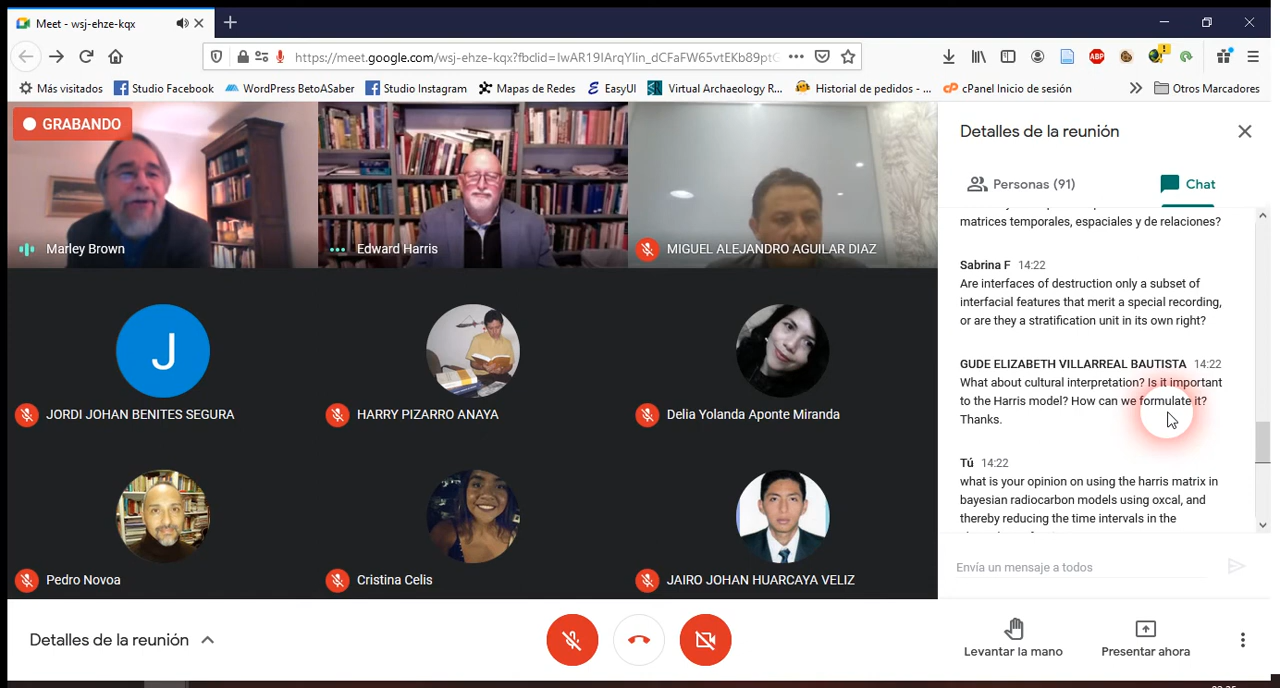 Meet - wsj-ehze-kqx
https://meet.google.com/wsj-ehze-kqx?fbclid=IwAR19IArqYIin_dCFaFW65vtEKb89pt
Más visitados
Studio Facebook
WordPress BetoASaber
Studio Instagram
Mapas de Redes
EasyUI
Virtual Archaeology R...
Historial de pedidos - ...
cPanel Inicio de sesión
Otros Marcadores
ABP
GRABANDO
Marley Brown
Edward Harris
MIGUEL ALEJANDRO AGUILAR DIAZ
J
JORDI JOHAN BENITES SEGURA
HARRY PIZARRO ANAYA
Delia Yolanda Aponte Miranda
Pedro Novoa
Cristina Celis
JAIRO JOHAN HUARCAYA VELIZ
Detalles de la reunión
Personas (91)
Chat
matrices temporales, espaciales y de relaciones?
Sabrina F 14:22
Are interfaces of destruction only a subset of
interfacial features that merit a special recording,
or are they a stratification unit in its own right?
GUDE ELIZABETH VILLARREAL BAUTISTA 14:22
What about cultural interpretation? Is it important
to the Harris model? How can we formulate it?
Thanks.
Tú 14:22
what is your opinion on using the harris matrix in
bayesian radiocarbon models using oxcal, and
thereby reducing the time intervals in the
Envía un mensaje a todos
Detalles de la reunión
Levantar la mano
Presentar ahora